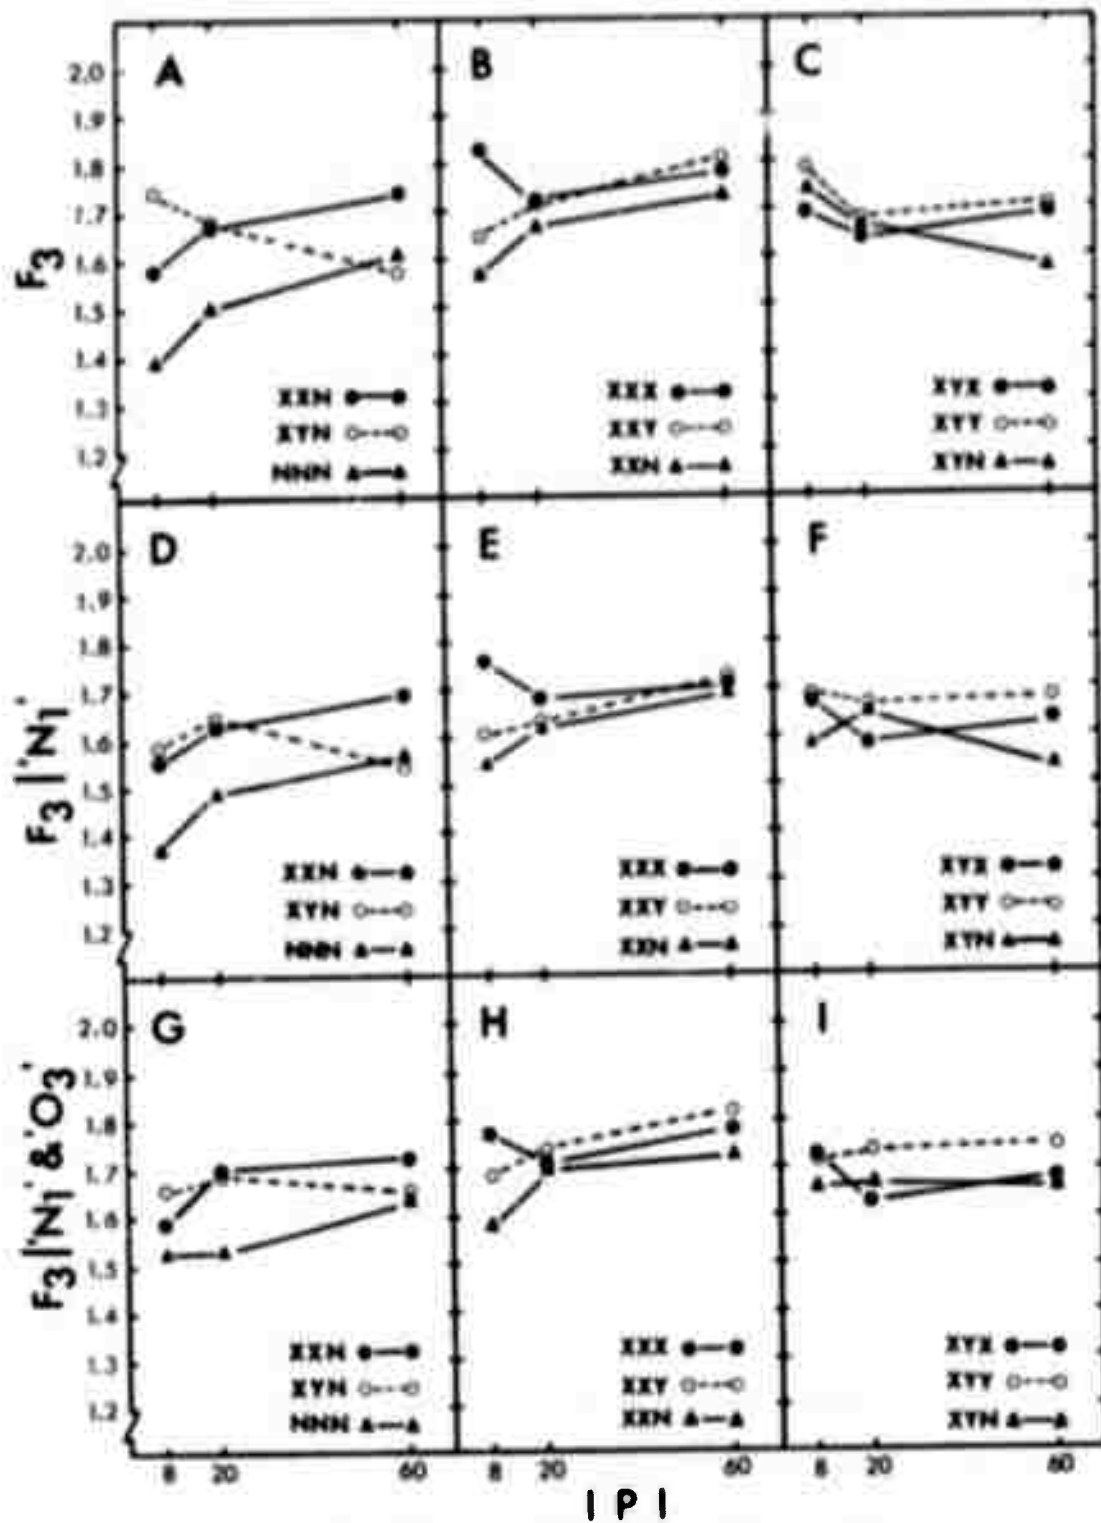 A B C
2.0
1.9
1.8
1.7
1.6
1.5
1.4
1.3
1.2
F3
XXN
XYN
NNN
XXX
XXY
XXN
XYX
XYY
XYN
D E F
2.0
1.9
1.8
1.7
1.6
1.5
1.4
1.3
1.2
F3|'N1'
XXN
XYN
NNN
XXX
XXY
XXN
XYX
XYY
XYN
G H I
2.0
1.9
1.8
1.7
1.6
1.5
1.4
1.3
1.2
F3|'N1'&'O3'
XXN
XYN
NNN
XXX
XXY
XXN
XYX
XYY
XYN
8 20 60 8 20 60 8 20 60
IPI